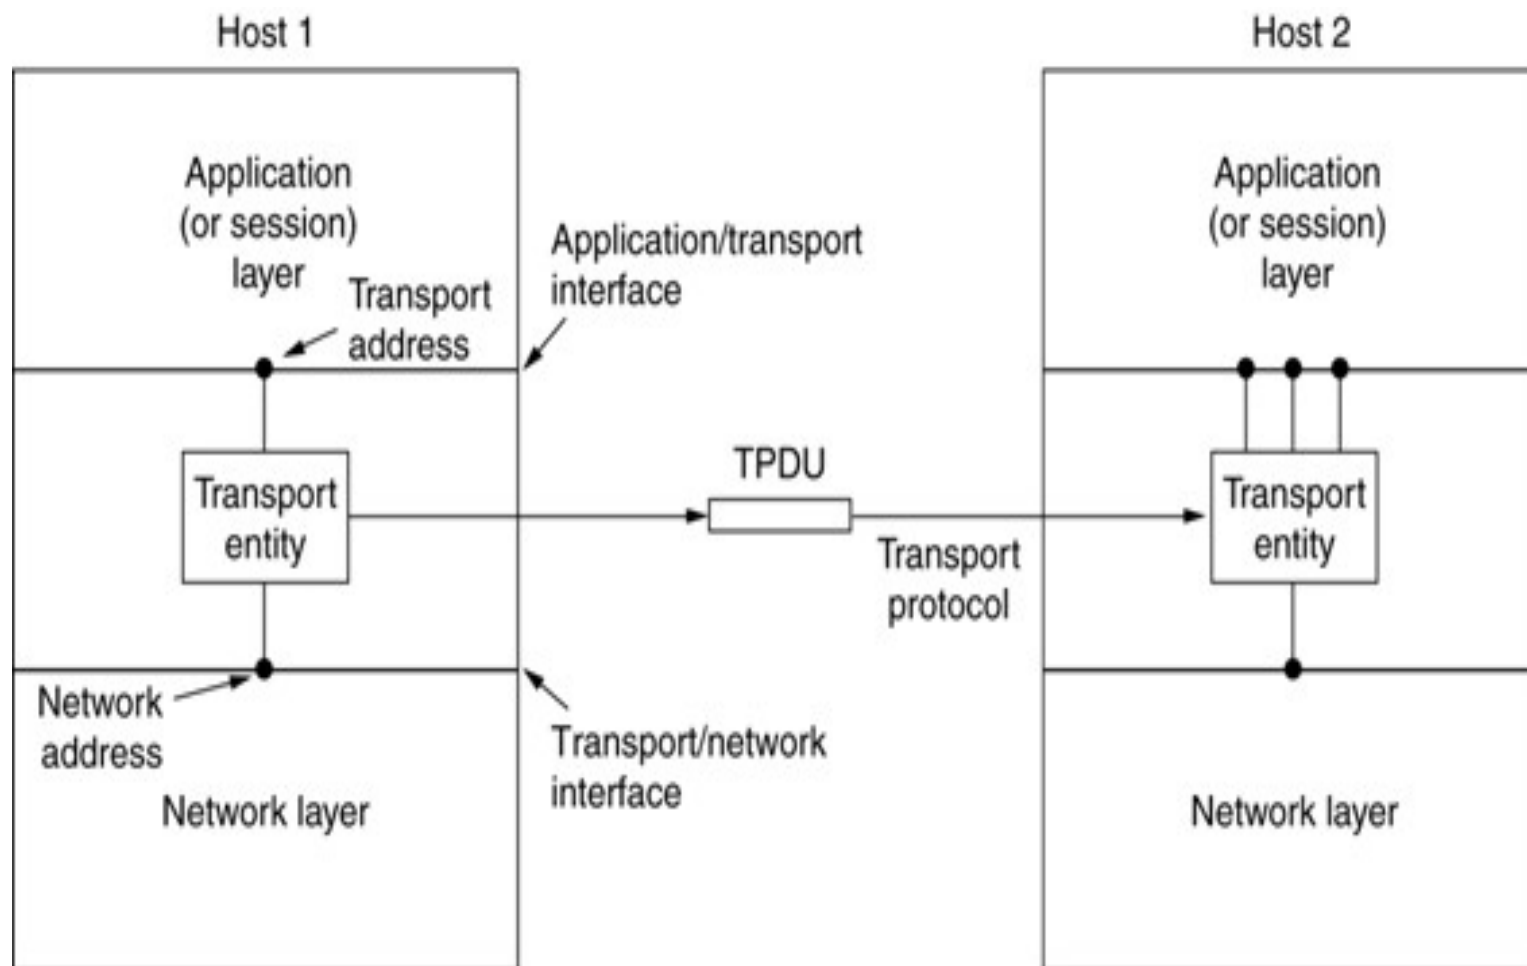 Host 1
Host 2
Application
(or session)
layer
Transport
address
Application/transport
interface
Application
(or session)
layer
Transport
entity
TPDU
Transport
protocol
Transport
entity
Network
address
Transport/network
interface
Network layer
Network layer